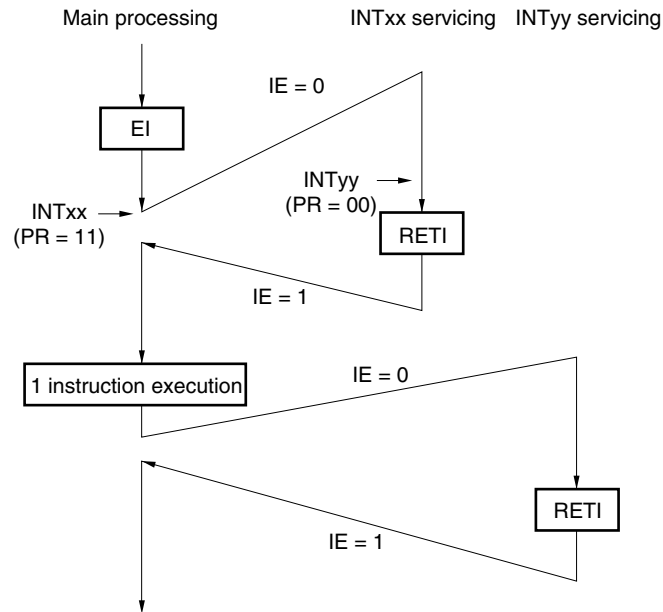 Main processing
INTxx servicing
INTyy servicing
IE = 0
EI
INTxx
(PR = 11)
INTyy
(PR = 00)
RETI
IE = 1
1 instruction execution
IE = 0
RETI
IE = 1